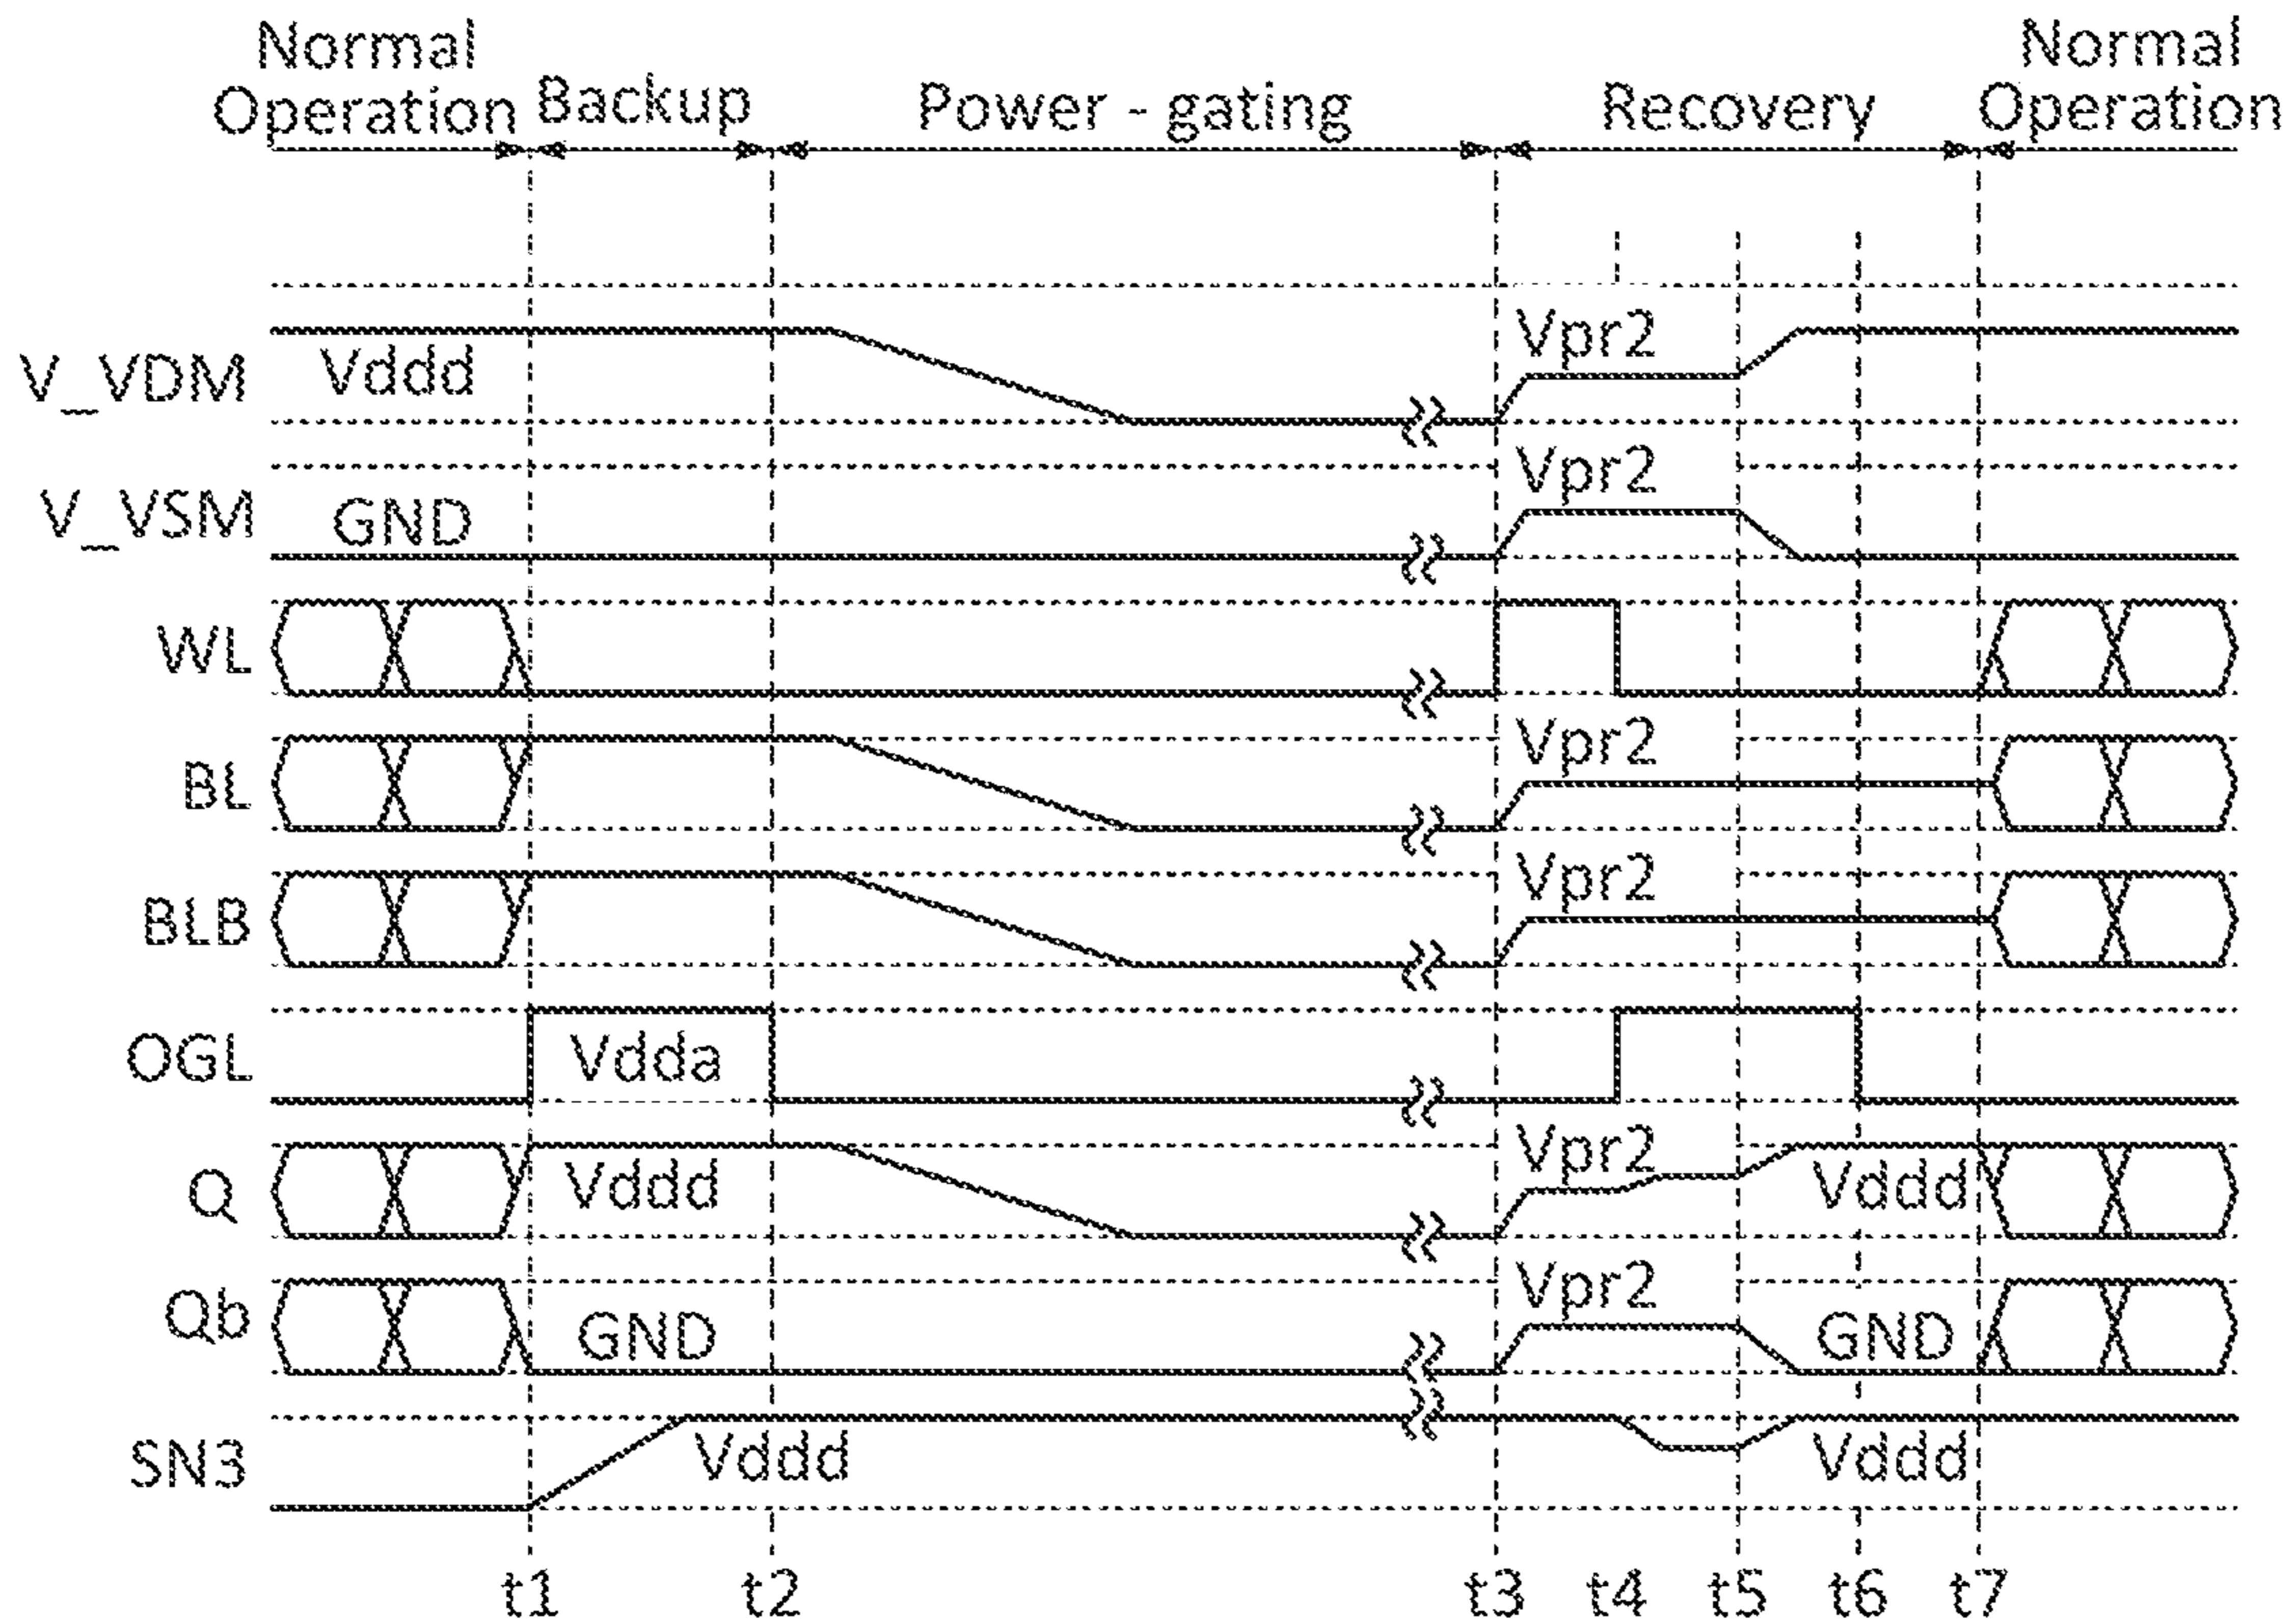 Normal
Operation
Backup
Power - gating
Recovery
Normal
Operation
V_VDM
Vddd
Vpr2
V_VSM
GND
Vpr2
WL
BL
Vpr2
BLB
Vpr2
OGL
Vdda
Q
Vddd
Vpr2
Vddd
Qb
GND
Vpr2
GND
SN3
Vddd
Vddd
t1 t2 t3 t4 t5 t6 t7